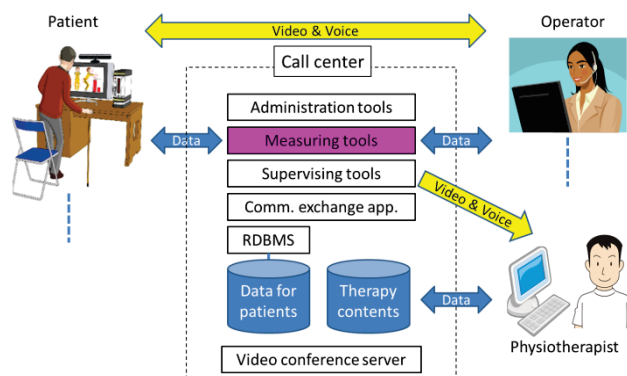 Patient
Operator
Video & Voice
Call center
Administration tools
Data
Measuring tools
Data
Supervising tools
Video & Voice
Comm. exchange app.
RDBMS
Data for
patients
Therapy
contents
Data
Physiotherapist
Video conference server